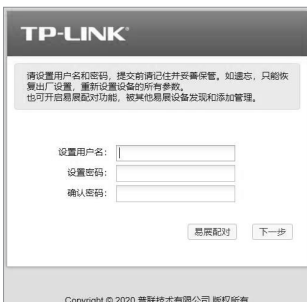 TP-LINK®
请设置用户名和密码，提交前请记住并妥善保管。如遗忘，只能恢
复出厂设置，重新设置设备的所有参数。
也可开启易展配对功能，被其他易展设备发现和添加管理。
设置用户名：
设置密码：
确认密码：
易展配对 下一步
Copyright © 2020 普联技术有限公司 版权所有